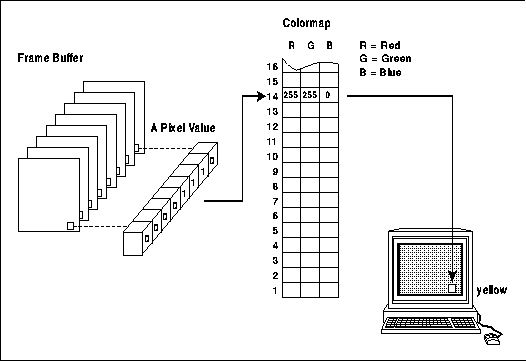 Colormap
R G B
R = Red
G = Green
B = Blue
Frame Buffer
A Pixel Value
0 0 0 0 1 1 1 0
16
15
14 255 255 0
13
12
11
10
9
8
7
6
5
4
3
2
1
yellow